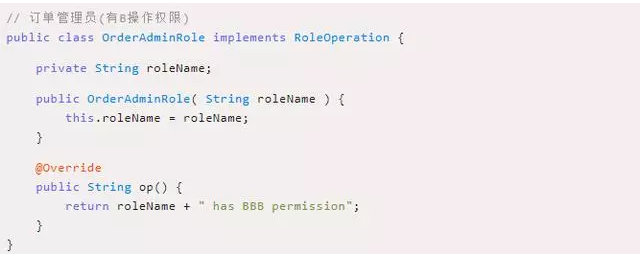 // 订单管理员(有B操作权限)
public class OrderAdminRole implements RoleOperation {
    private String roleName;
    public OrderAdminRole( String roleName ) {
        this.roleName = roleName;
    }
    @Override
    public String op() {
        return roleName + " has BBB permission";
    }
}